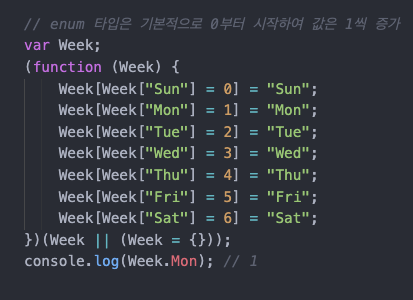 // enum 타입은 기본적으로 0부터 시작하여 값은 1씩 증가
var Week;
(function (Week) {
    Week[Week["Sun"] = 0] = "Sun";
    Week[Week["Mon"] = 1] = "Mon";
    Week[Week["Tue"] = 2] = "Tue";
    Week[Week["Wed"] = 3] = "Wed";
    Week[Week["Thu"] = 4] = "Thu";
    Week[Week["Fri"] = 5] = "Fri";
    Week[Week["Sat"] = 6] = "Sat";
})(Week || (Week = {}));
console.log(Week.Mon); // 1